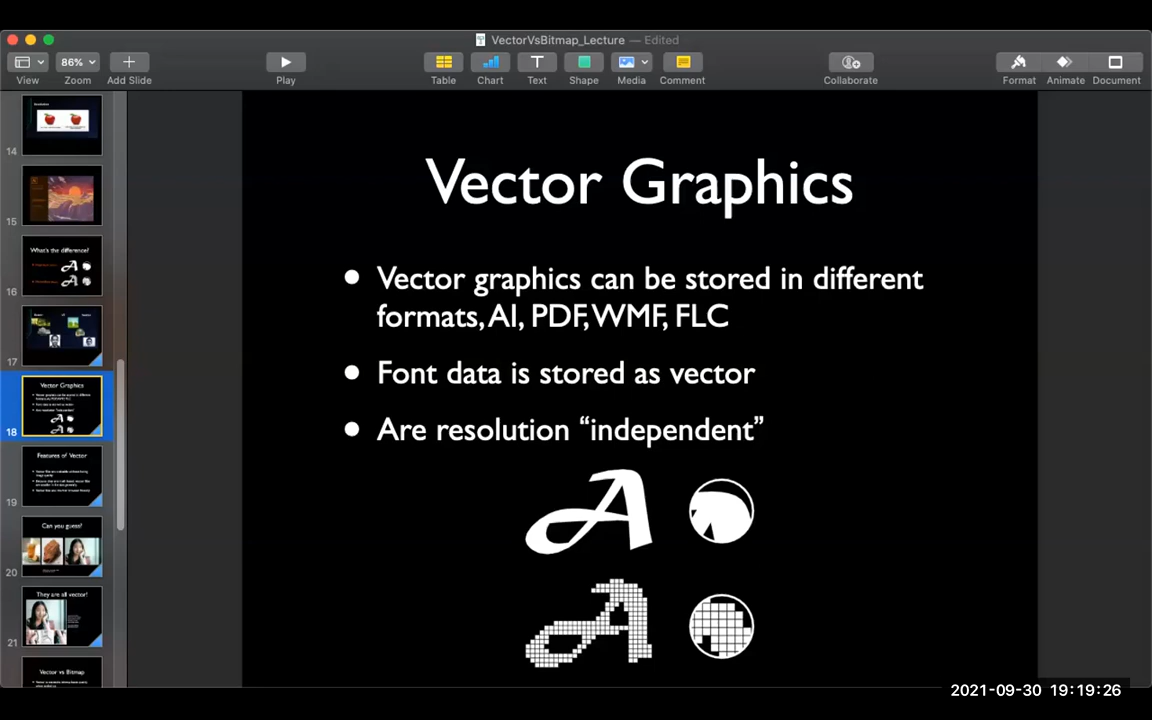 VectorVsBitmap_Lecture — Edited
86%
View
Zoom
Add Slide
Play
Table
Chart
Text
Shape
Media
Comment
Collaborate
Format
Animate
Document
14
15
What's the difference?
16
17
Vector Graphics
18
Features of Vector
19
Can you guess?
20
They are all vector!
21
Vector vs Bitmap
Vector Graphics
• Vector graphics can be stored in different
formats, AI, PDF, WMF, FLC
• Font data is stored as vector
• Are resolution “independent”
2021-09-30 19:19:26